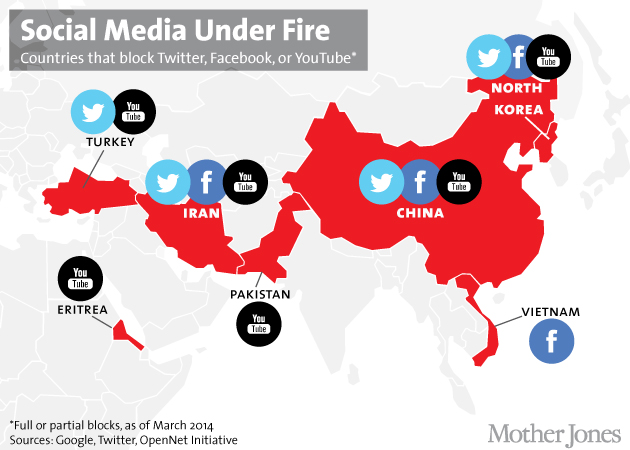 Social Media Under Fire
Countries that block Twitter, Facebook, or YouTube*
f
You
Tube
NORTH
KOREA
You
Tube
TURKEY
f
You
Tube
IRAN
f
You
Tube
CHINA
You
Tube
ERITREA
PAKISTAN
You
Tube
VIETNAM
f
*Full or partial blocks, as of March 2014
Sources: Google, Twitter, OpenNet Initiative
Mother Jones